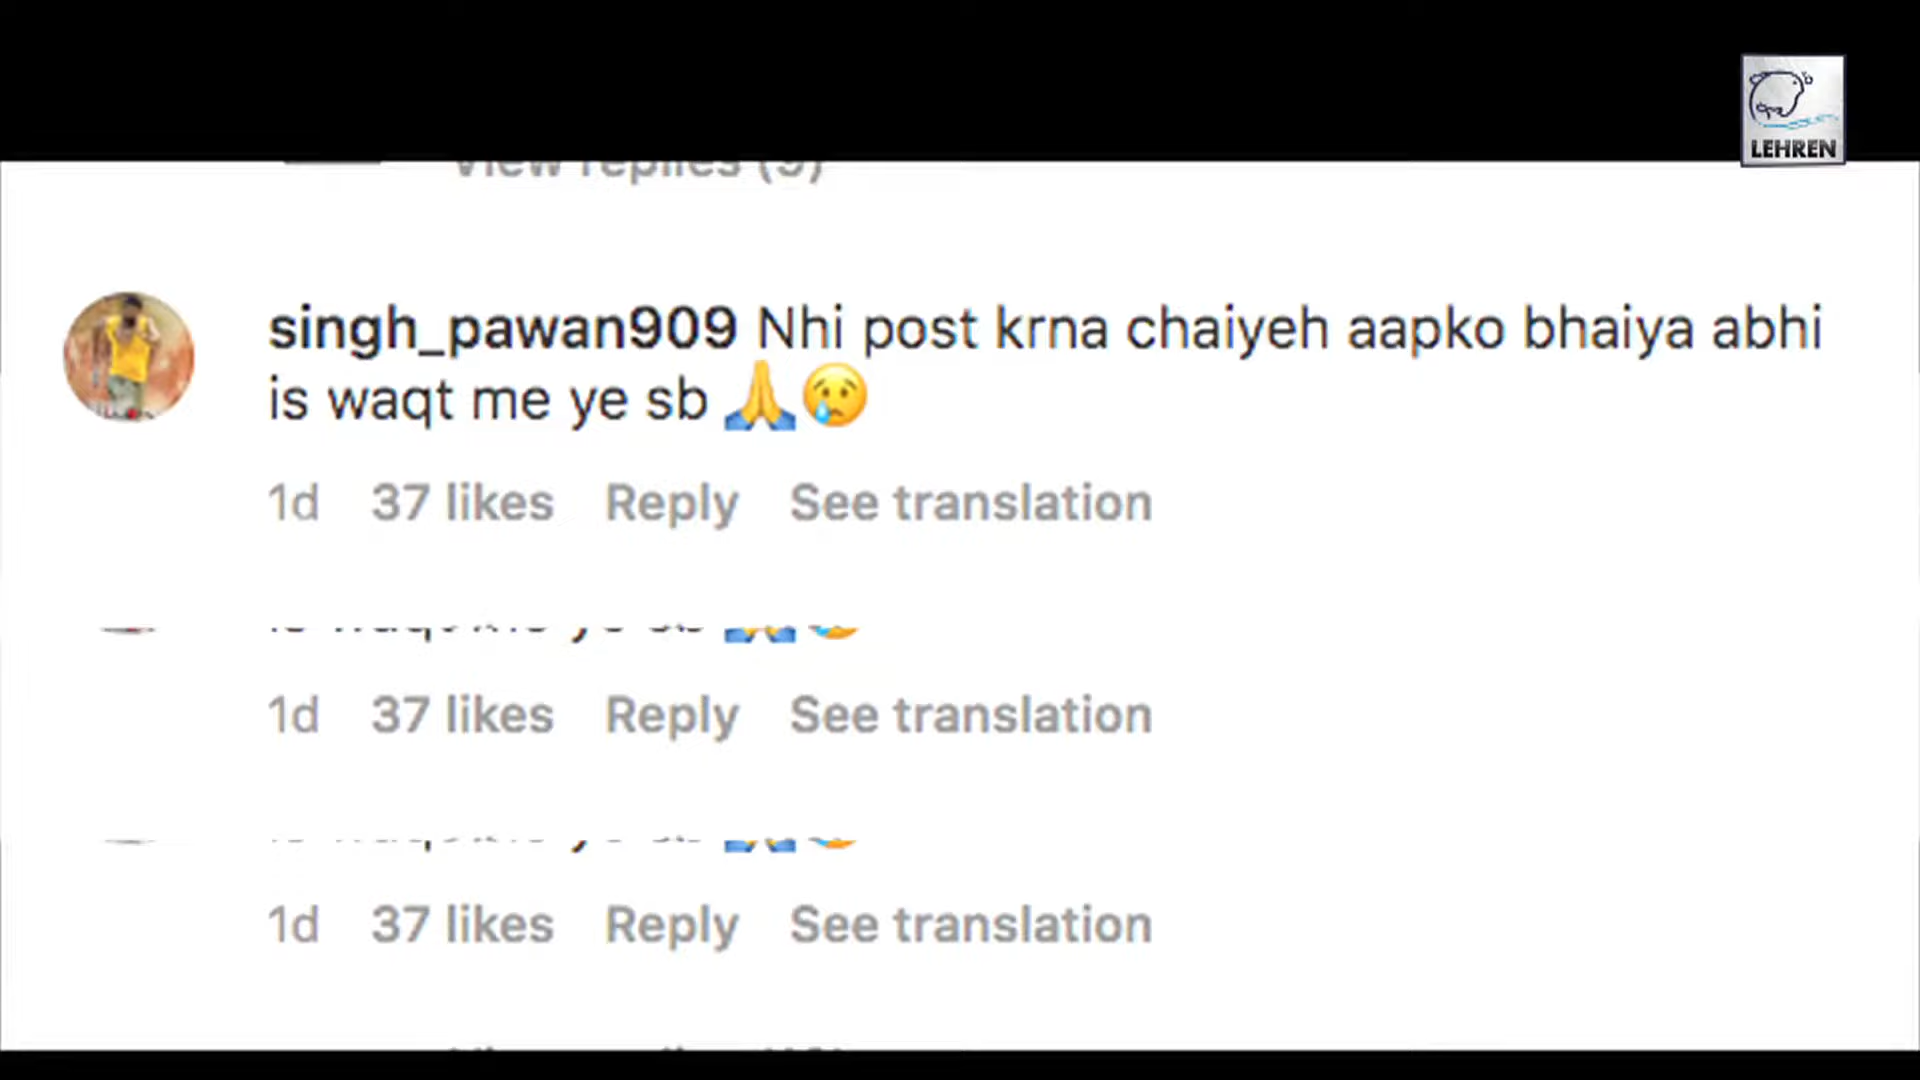 LEHREN
View replies
singh_pawan909 Nhi post krna chaiyeh aapko bhaiya abhi
is waqt me ye sb 🙏😢
1d 37 likes Reply See translation
1d 37 likes Reply See translation
1d 37 likes Reply See translation